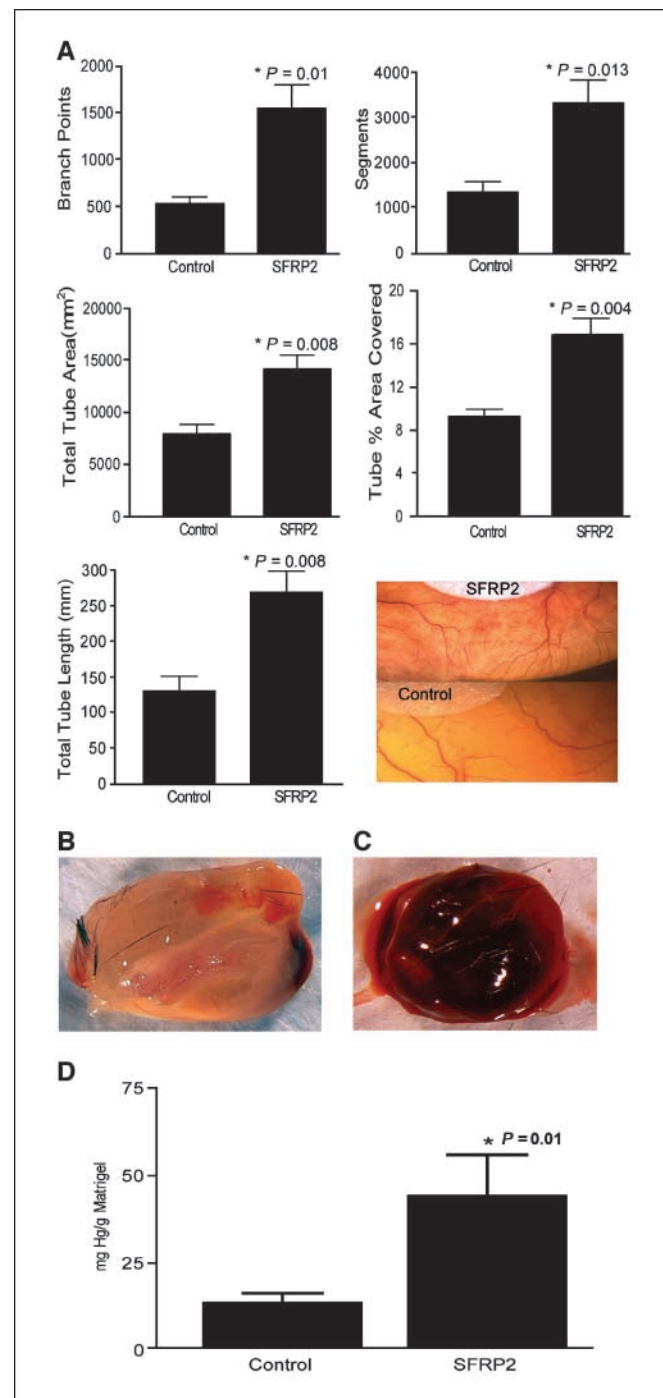 A
Branch Points
2000
1500
1000
500
0
* P = 0.01
Control
SFRP2
Segments
4000
3000
2000
1000
0
* P = 0.013
Control
SFRP2
Total Tube Area(mm²)
20000
15000
10000
5000
0
* P = 0.008
Control
SFRP2
Tube % Area Covered
20
16
12
8
4
0
* P = 0.004
Control
SFRP2
Total Tube Length (mm)
300
250
200
150
100
50
0
* P = 0.008
Control
SFRP2
SFRP2
Control
B
C
D
mg Hg/g Matrigel
75
50
25
0
* P = 0.01
Control
SFRP2